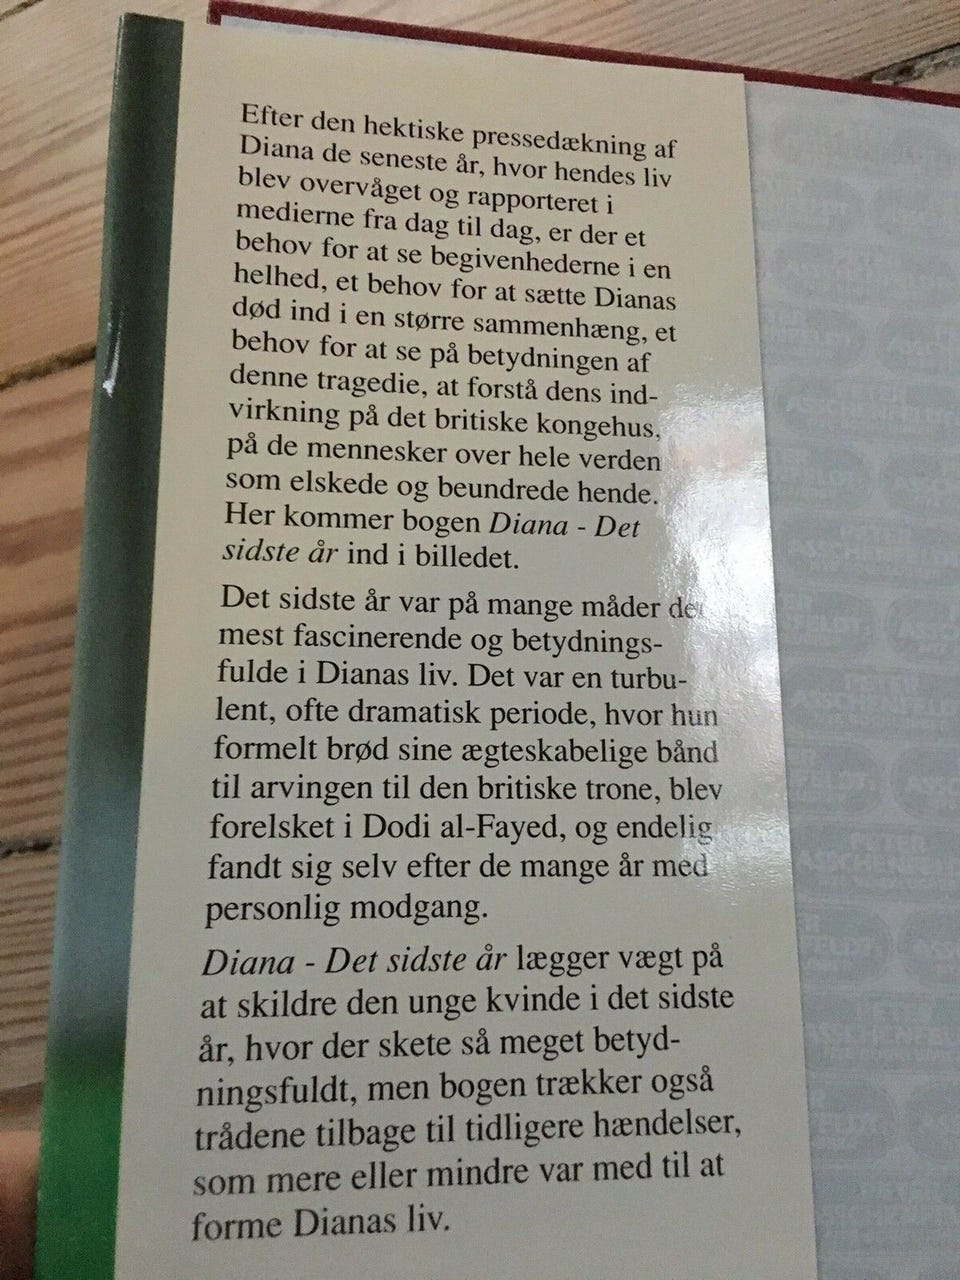 Efter den hektiske pressedækning af
Diana de seneste år, hvor hendes liv
blev overvåget og rapporteret i
medierne fra dag til dag, er der et
behov for at se begivenhederne i en
helhed, et behov for at sætte Dianas
død ind i en større sammenhæng, et
behov for at se på betydningen af
denne tragedie, at forstå dens ind-
virkning på det britiske kongehus,
på de mennesker over hele verden
som elskede og beundrede hende.
Her kommer bogen Diana - Det
sidste år ind i billedet.
Det sidste år var på mange måder
mest fascinerende og betydnings-
fulde i Dianas liv. Det var en turbu-
lent, ofte dramatisk periode, hvor hun
formelt brød sine ægteskabelige bånd
til arvingen til den britiske trone, blev
forelsket i Dodi al-Fayed, og endelig
fandt sig selv efter de mange år med
personlig modgang.
Diana - Det sidste år lægger vægt på
at skildre den unge kvinde i det sidste
år, hvor der skete så meget betyd-
ningsfuldt, men bogen trækker også
trådene tilbage til tidligere hændelser,
som mere eller mindre var med til at
forme Dianas liv.